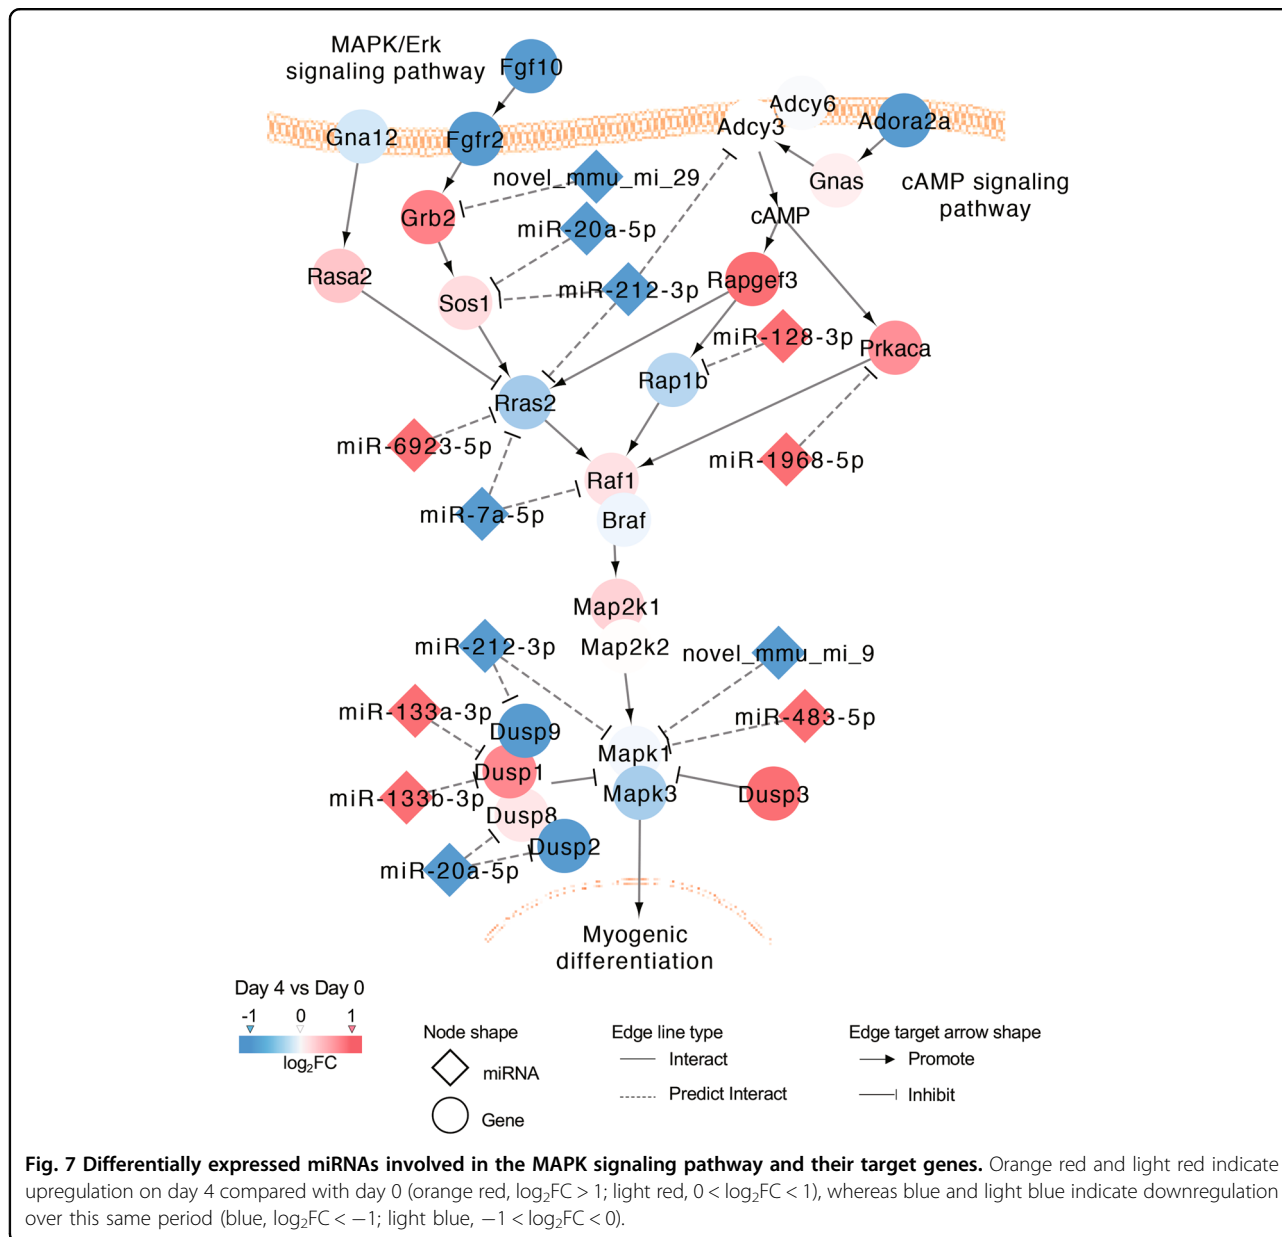 MAPK/Erk
signaling pathway
Fgf10
Adcy6
Gna12
Fgfr2
Adcy3
Adora2a
novel_mmu_mi_29
Gnas
cAMP signaling
pathway
Grb2
miR-20a-5p
cAMP
Rasa2
Sos1
miR-212-3p
Rapgef3
miR-128-3p
Prkaca
Rap1b
Rras2
miR-6923-5p
miR-1968-5p
Raf1
miR-7a-5p
Braf
Map2k1
miR-212-3p
Map2k2
novel_mmu_mi_9
miR-133a-3p
miR-483-5p
Dusp9
Mapk1
Dusp1
miR-133b-3p
Mapk3
Dusp3
Dusp8
Dusp2
miR-20a-5p
Myogenic
differentiation
Day 4 vs Day 0
-1 0 1
log₂FC
Node shape
miRNA
Gene
Edge line type
Interact
Predict Interact
Edge target arrow shape
Promote
Inhibit
Fig. 7 Differentially expressed miRNAs involved in the MAPK signaling pathway and their target genes. Orange red and light red indicate
upregulation on day 4 compared with day 0 (orange red, log₂FC > 1; light red, 0 < log₂FC < 1), whereas blue and light blue indicate downregulation
over this same period (blue, log₂FC < −1; light blue, −1 < log₂FC < 0).